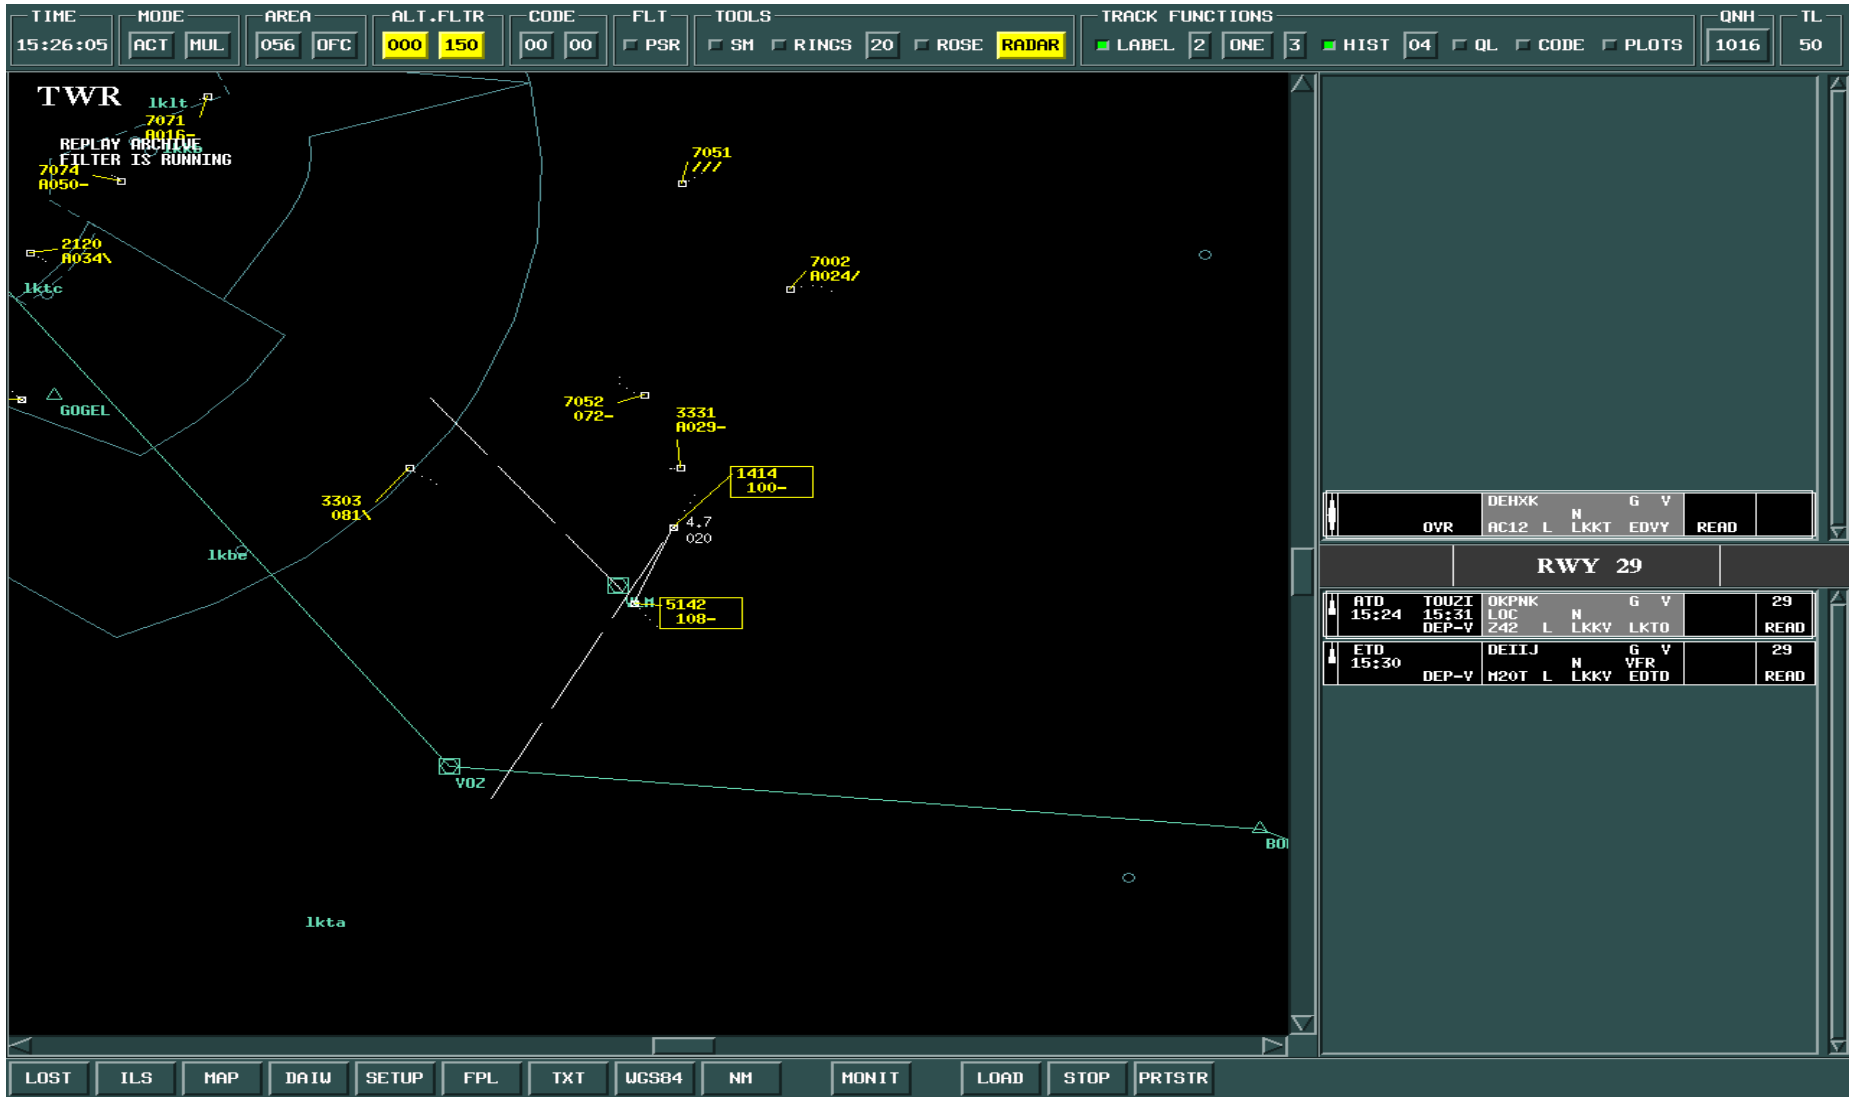 TIME MODE AREA ALT.FLTR CODE FLT TOOLS TRACK FUNCTIONS QNH TL
15:26:05 ACT MUL 056 OFC 000 150 00 00 PSR SM RINGS 20 ROSE RADAR LABEL 2 ONE 3 HIST 04 QL CODE PLOTS 1016 50
TWR
lklt
7071
A016-
REPLAY ARCHIVE
FILTER IS RUNNING
7074
A050-
7051
///
2120
A034\
7002
A024/
lktc
GOGEL
7052
072-
3331
A029-
1414
100-
3303
081\
4.7
020
lkbe
5142
108-
VOZ
lkta
DEHXK G V
N
OVR AC12 L LKKT EDVY READ
RWY 29
ATD TOUZI OKPNK G V 29
15:24 15:31 LOC N
DEP-V Z42 L LKKV LKTO READ
ETD DEIIJ G V 29
15:30 N VFR
DEP-V M20T L LKKV EDTD READ
LOST ILS MAP DAIW SETUP FPL TXT WGS84 NM MONIT LOAD STOP PRTSTR